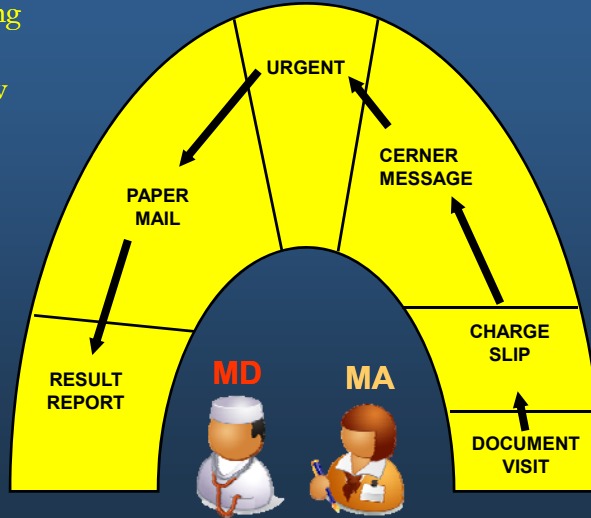 URGENT
CERNER
MESSAGE
PAPER
MAIL
CHARGE
SLIP
RESULT
REPORT
MD
MA
DOCUMENT
VISIT